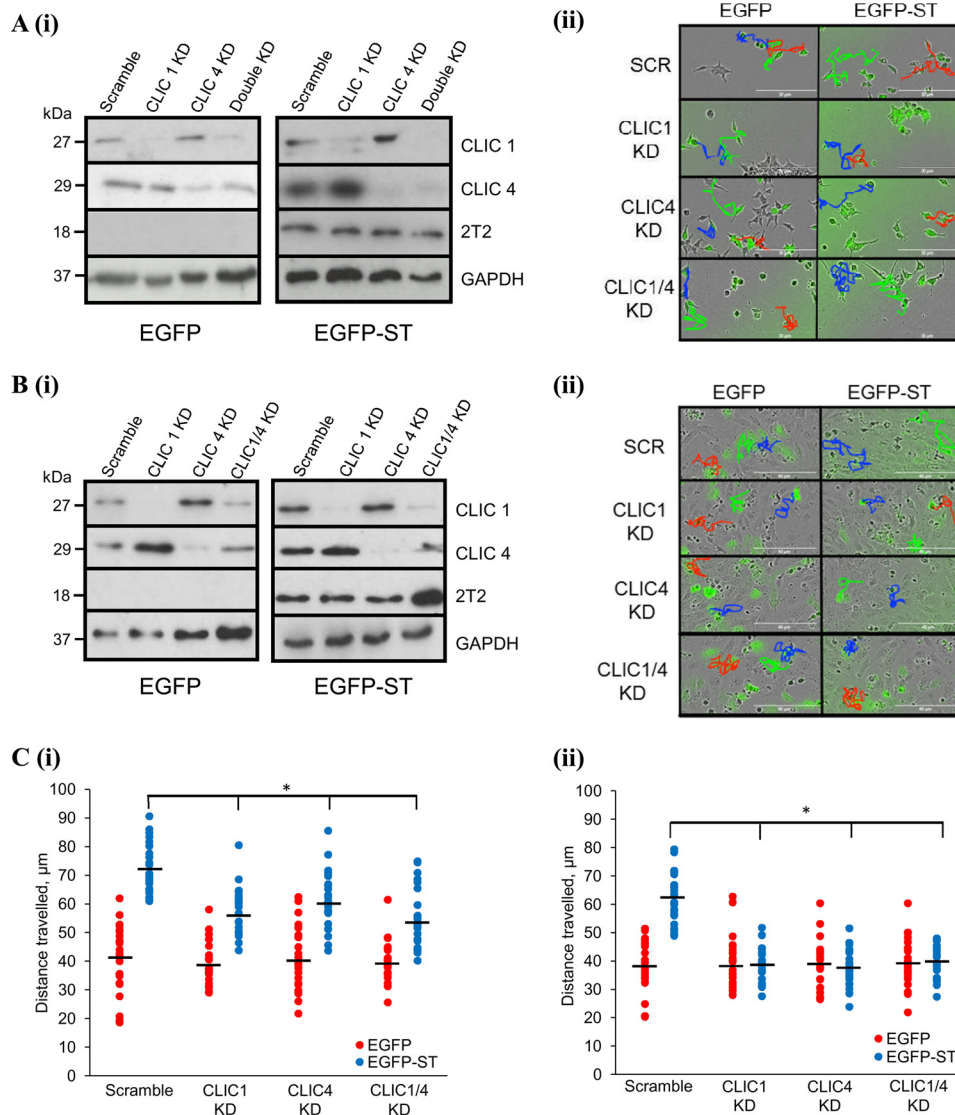 A (i)
Scramble
CLIC 1 KD
CLIC 4 KD
Double KD
Scramble
CLIC 1 KD
CLIC 4 KD
Double KD
kDa
27
CLIC 1
29
CLIC 4
18
2T2
37
GAPDH
EGFP
EGFP-ST
(ii)
EGFP
EGFP-ST
SCR
CLIC1
KD
CLIC4
KD
CLIC1/4
KD
B (i)
Scramble
CLIC 1 KD
CLIC 4 KD
CLIC1/4 KD
Scramble
CLIC 1 KD
CLIC 4 KD
CLIC1/4 KD
kDa
27
CLIC 1
29
CLIC 4
18
2T2
37
GAPDH
EGFP
EGFP-ST
(ii)
EGFP
EGFP-ST
SCR
CLIC1
KD
CLIC4
KD
CLIC1/4
KD
C (i)
Distance travelled, μm
100
90
80
70
60
50
40
30
20
10
0
*
EGFP
EGFP-ST
Scramble
CLIC1
KD
CLIC4
KD
CLIC1/4
KD
(ii)
Distance travelled, μm
100
90
80
70
60
50
40
30
20
10
0
*
EGFP
EGFP-ST
Scramble
CLIC1
KD
CLIC4
KD
CLIC1/4
KD